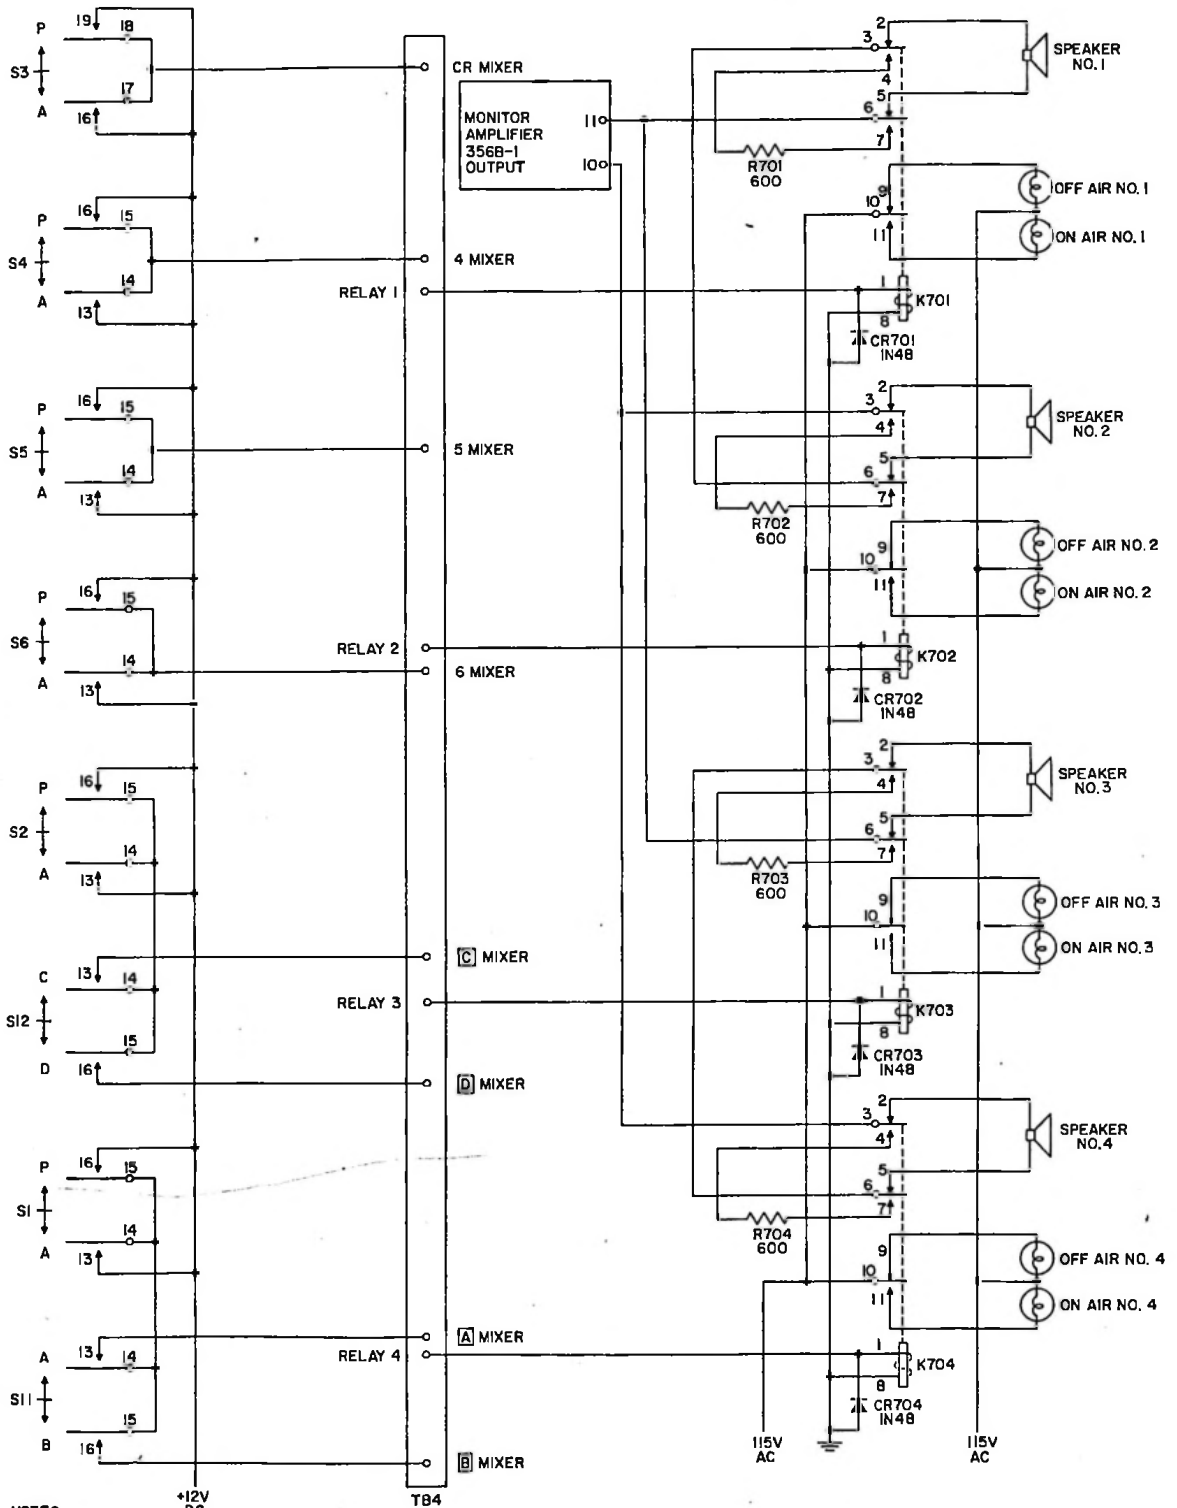 19
P
18
S3
17
A
16
CR MIXER
MONITOR
AMPLIFIER
356B-1
OUTPUT
11
10
2
3
4
5
6
7
R701
600
SPEAKER
NO. 1
9
10
11
OFF AIR NO. 1
ON AIR NO. 1
16
P
15
S4
14
A
13
4 MIXER
RELAY 1
1
8
K701
CR701
1N48
16
P
15
S5
14
A
13
5 MIXER
2
3
4
5
6
7
R702
600
SPEAKER
NO. 2
9
10
11
OFF AIR NO. 2
ON AIR NO. 2
16
P
15
S6
14
A
13
RELAY 2
6 MIXER
1
8
K702
CR702
1N48
16
P
15
S2
14
A
13
2
3
4
5
6
7
R703
600
SPEAKER
NO. 3
9
10
11
OFF AIR NO. 3
ON AIR NO. 3
C
13
14
S12
15
D
16
C MIXER
RELAY 3
D MIXER
1
8
K703
CR703
1N48
16
P
15
S1
14
A
13
2
3
4
5
6
7
R704
600
SPEAKER
NO. 4
9
10
11
OFF AIR NO. 4
ON AIR NO. 4
A
13
14
S11
15
B
16
A MIXER
RELAY 4
B MIXER
1
8
K704
CR704
1N48
115V
AC
115V
AC
+12V
TB4